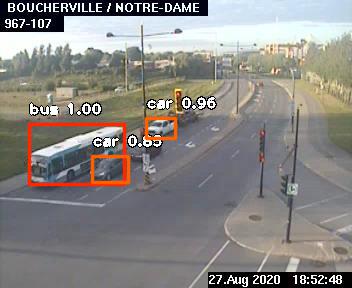 BOUCHERVILLE / NOTRE-DAME
967-107
bus 1.00
car 0.96
car 0.85
27.Aug 2020 18:52:48